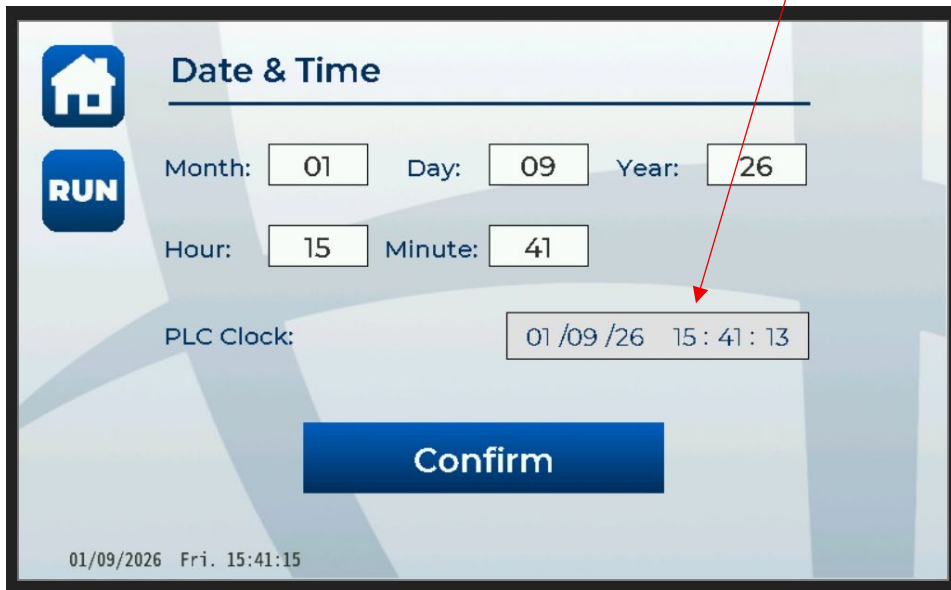 Date & Time
RUN
Month: 01 Day: 09 Year: 26
Hour: 15 Minute: 41
PLC Clock: 01 /09 /26 15 : 41 : 13
Confirm
01/09/2026 Fri. 15:41:15